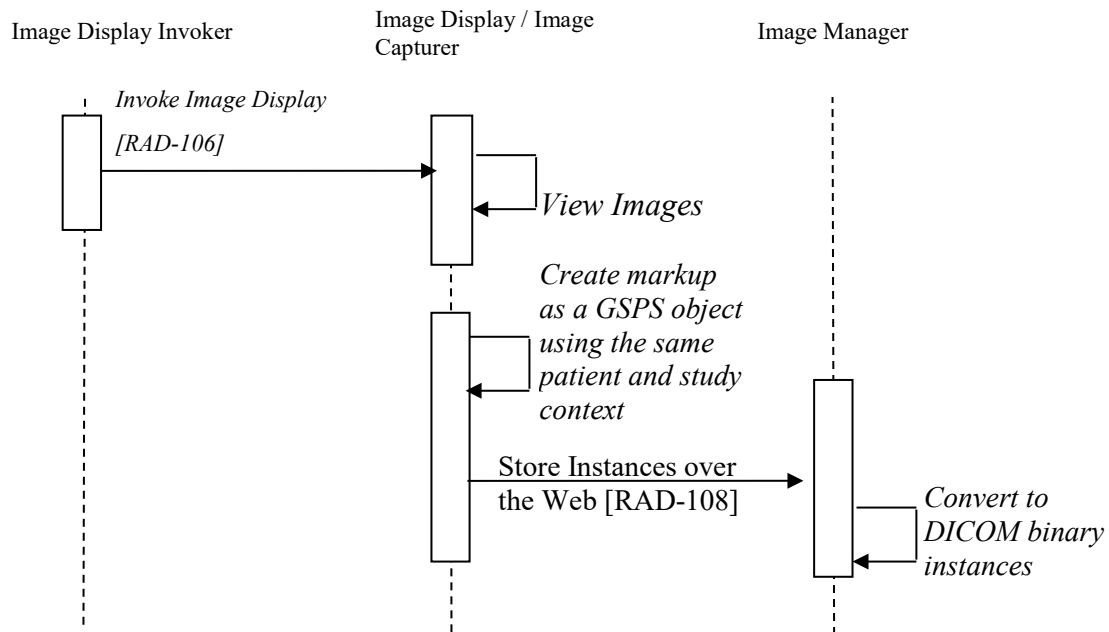 Image Display Invoker
Image Display / Image
Capturer
Image Manager
Invoke Image Display
[RAD-106]
View Images
Create markup
as a GSPS object
using the same
patient and study
context
Store Instances over
the Web [RAD-108]
Convert to
DICOM binary
instances